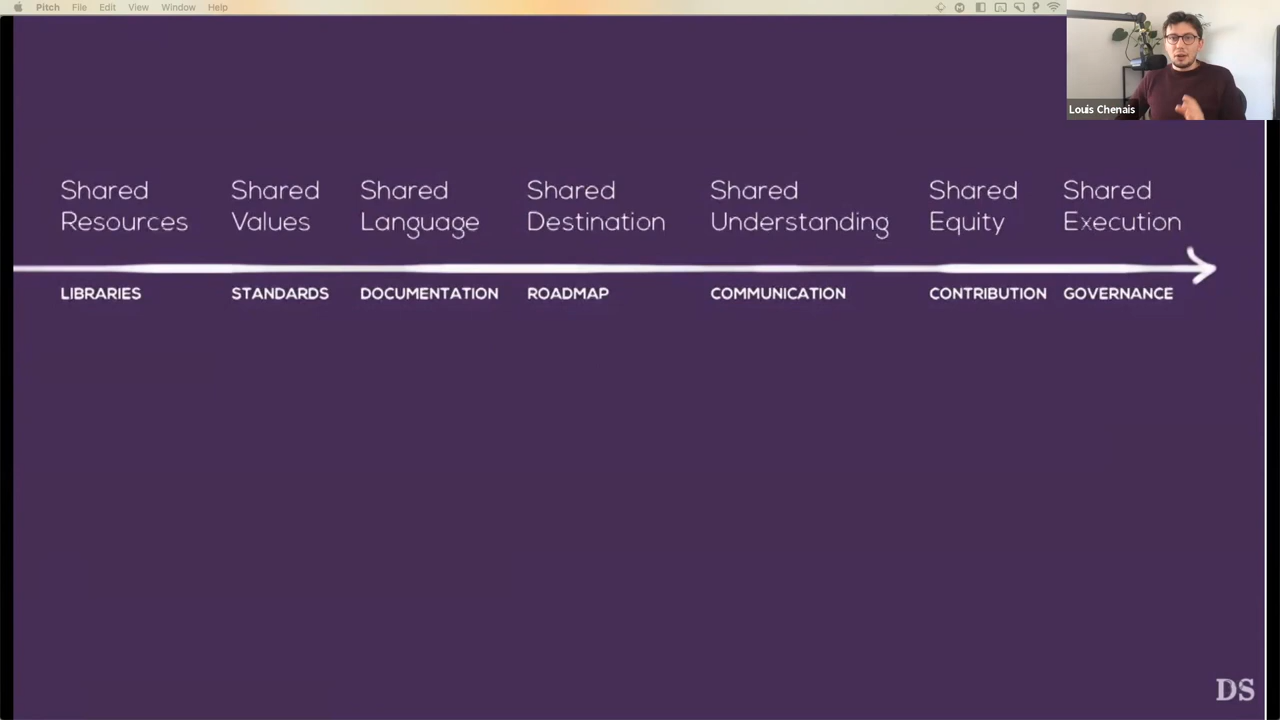 Pitch File Edit View Window Help
Louis Chenais
Shared Resources
Shared Values
Shared Language
Shared Destination
Shared Understanding
Shared Equity
Shared Execution
LIBRARIES STANDARDS DOCUMENTATION ROADMAP COMMUNICATION CONTRIBUTION GOVERNANCE
DS